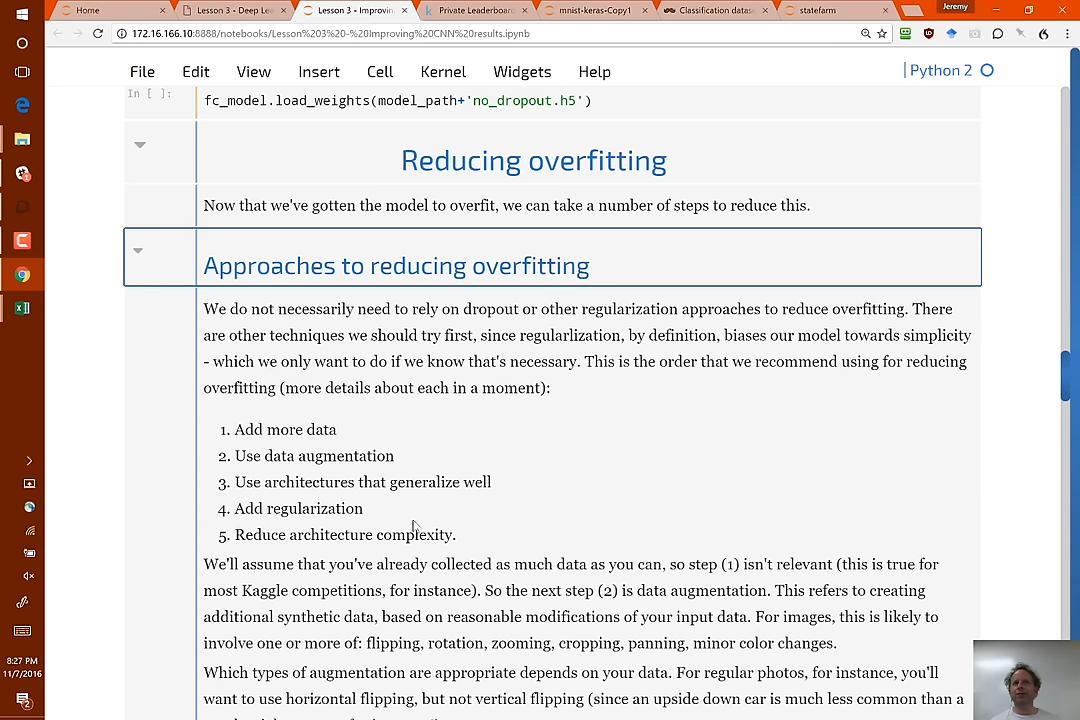 Home
Lesson 3 - Deep Lea
Lesson 3 - Improvin
Private Leaderboard
mnist-keras-Copy1
Classification datas
statefarm
Jeremy
172.16.166.10:8888/notebooks/Lesson%203%20-%20Improving%20CNN%20results.ipynb
File Edit View Insert Cell Kernel Widgets Help
Python 2
In [ ]: fc_model.load_weights(model_path+'no_dropout.h5')
Reducing overfitting
Now that we've gotten the model to overfit, we can take a number of steps to reduce this.
Approaches to reducing overfitting
We do not necessarily need to rely on dropout or other regularization approaches to reduce overfitting. There
are other techniques we should try first, since regularlization, by definition, biases our model towards simplicity
- which we only want to do if we know that's necessary. This is the order that we recommend using for reducing
overfitting (more details about each in a moment):
1. Add more data
2. Use data augmentation
3. Use architectures that generalize well
4. Add regularization
5. Reduce architecture complexity.
We'll assume that you've already collected as much data as you can, so step (1) isn't relevant (this is true for
most Kaggle competitions, for instance). So the next step (2) is data augmentation. This refers to creating
additional synthetic data, based on reasonable modifications of your input data. For images, this is likely to
involve one or more of: flipping, rotation, zooming, cropping, panning, minor color changes.
Which types of augmentation are appropriate depends on your data. For regular photos, for instance, you'll
want to use horizontal flipping, but not vertical flipping (since an upside down car is much less common than a
8:27 PM
11/7/2016